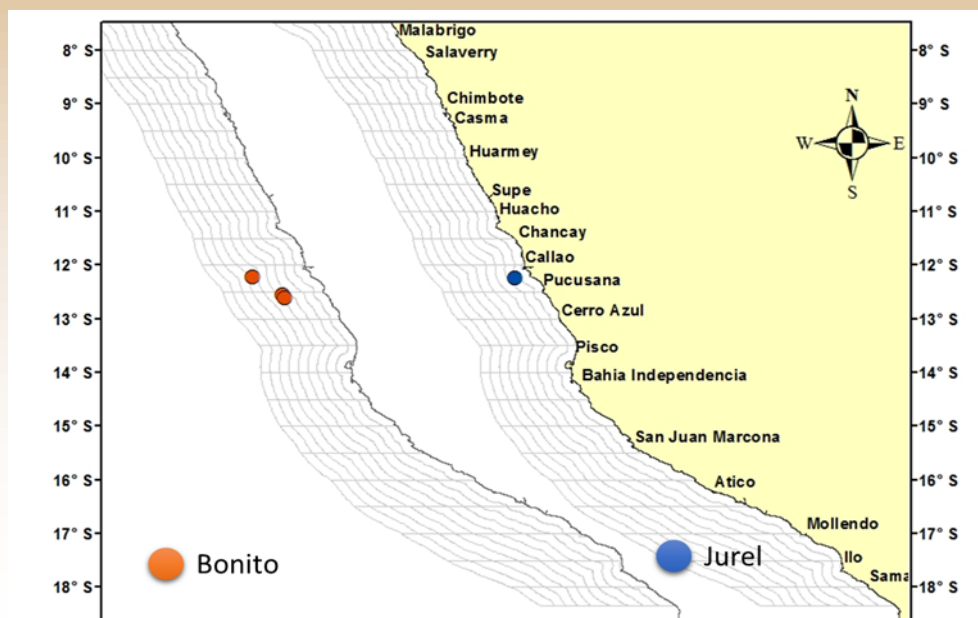 Malabrigo
8° S
Salaverry
8° S
9° S
Chimbote
9° S
Casma
N
W
E
S
10° S
Huarmey
10° S
Supe
11° S
Huacho
11° S
Chancay
12° S
Callao
12° S
Pucusana
13° S
Cerro Azul
13° S
Pisco
14° S
Bahia Independencia
14° S
15° S
San Juan Marcona
15° S
16° S
Atico
16° S
17° S
Mollendo
17° S
Bonito
Jurel
Ilo
18° S
Sama
18° S